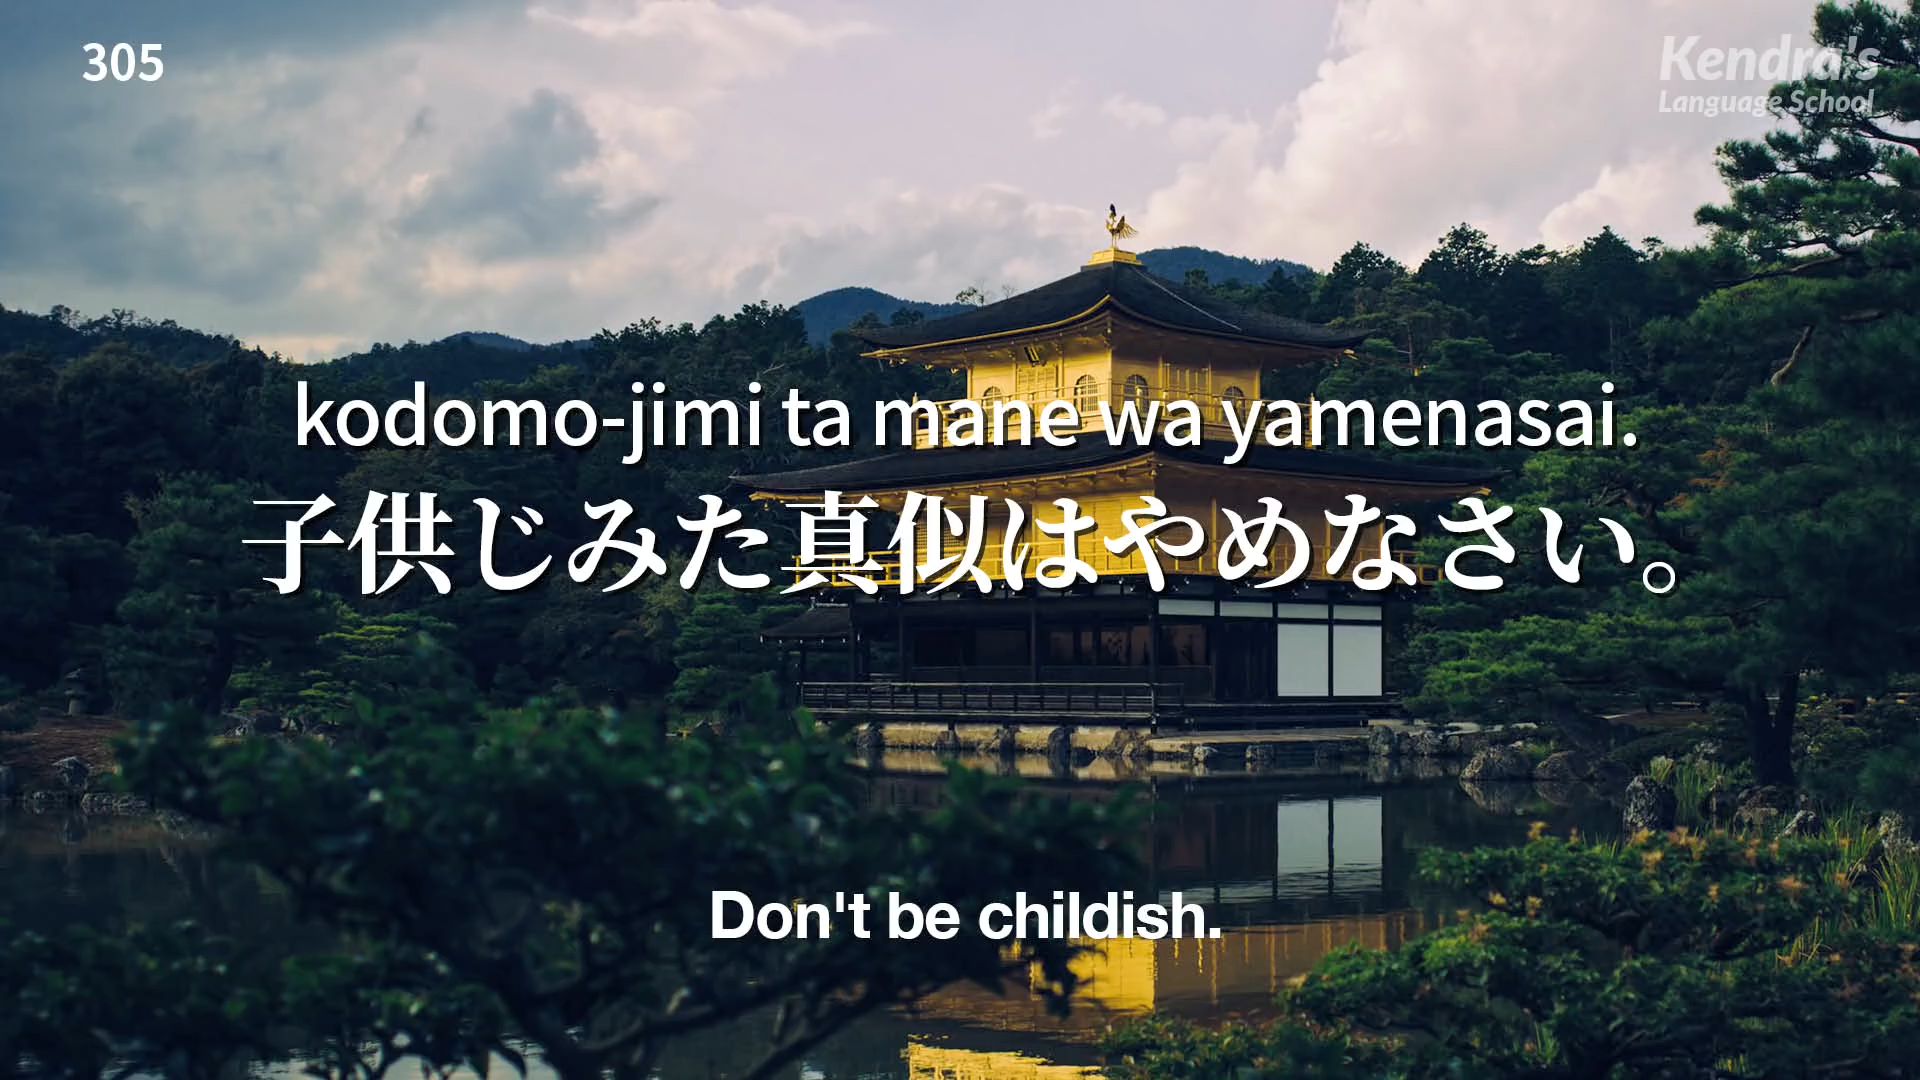 305
Kendra's
Language School
kodomo-jimi ta mane wa yamenasai.
子供じみた真似はやめなさい。
Don't be childish.